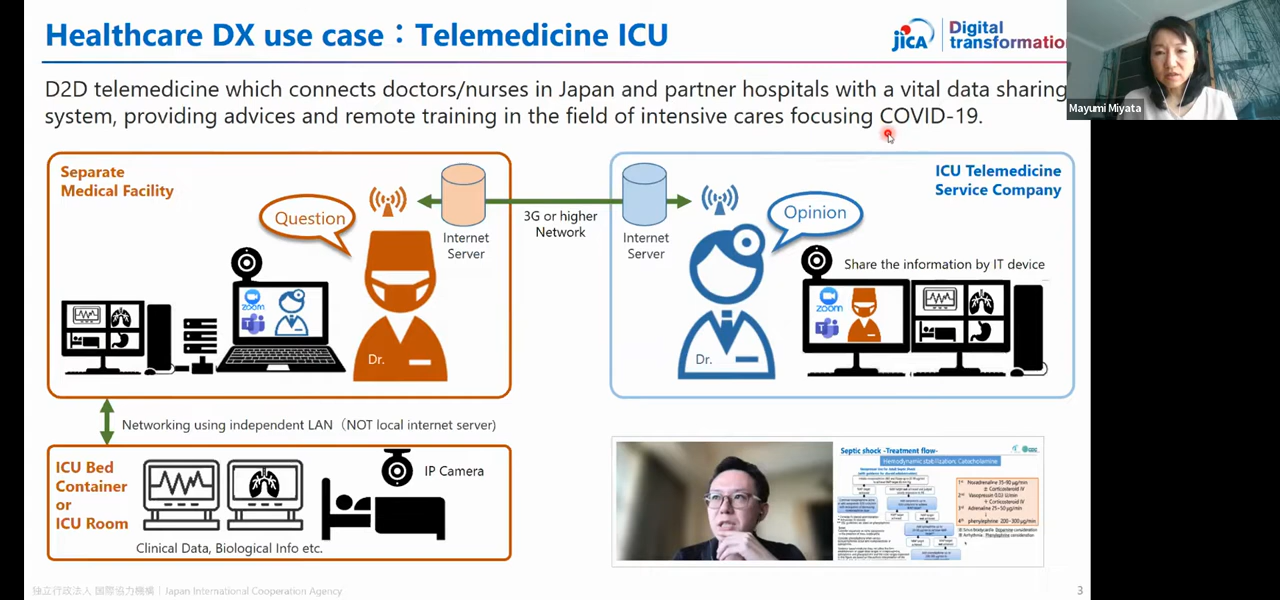 Healthcare DX use case：Telemedicine ICU
JICA
Digital
transformatio
D2D telemedicine which connects doctors/nurses in Japan and partner hospitals with a vital data sharing
system, providing advices and remote training in the field of intensive cares focusing COVID-19.
Mayumi Miyata
Separate
Medical Facility
Question
Internet
Server
3G or higher
Network
Internet
Server
Opinion
ICU Telemedicine
Service Company
Share the information by IT device
zoom
Dr.
Dr.
zoom
Networking using independent LAN（NOT local internet server)
ICU Bed
Container
or
ICU Room
IP Camera
Clinical Data, Biological Info etc.
Septic shock -Treatment flow-
Hemodynamic stabilization: Catecholamine
独立行政法人 国際協力機構 | Japan International Cooperation Agency
3